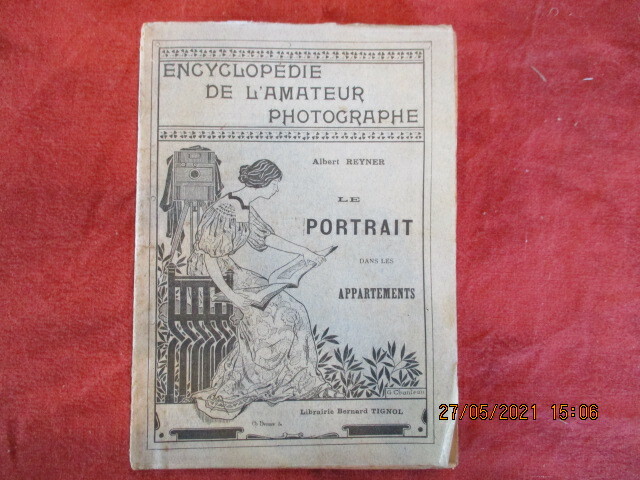 ENCYCLOPÉDIE
DE L'AMATEUR
PHOTOGRAPHE
Albert REYNER
LE
PORTRAIT
DANS LES
APPARTEMENTS
Librairie Bernard TIGNOL
27/05/2021 15:06